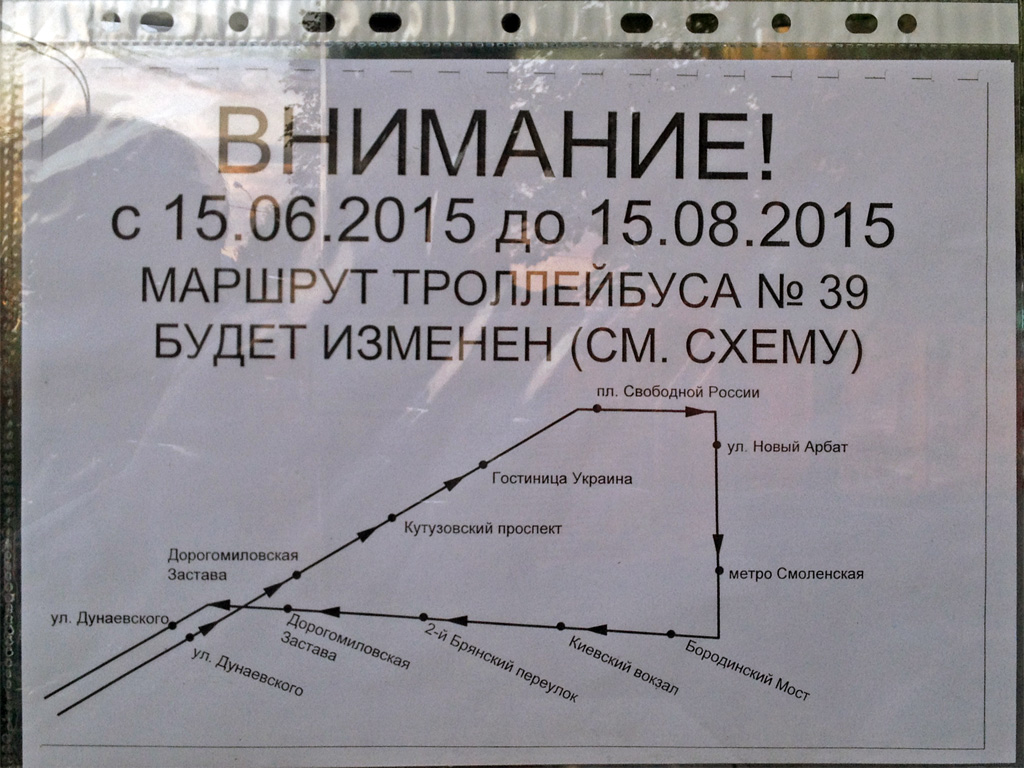 ВНИМАНИЕ!
с 15.06.2015 до 15.08.2015
МАРШРУТ ТРОЛЛЕЙБУСА № 39
БУДЕТ ИЗМЕНЕН (СМ. СХЕМУ)
пл. Свободной России
ул. Новый Арбат
Гостиница Украина
Кутузовский проспект
Дорогомиловская
Застава
метро Смоленская
ул. Дунаевского
Дорогомиловская
Застава
2-й Брянский переулок
Киевский вокзал
Бородинский Мост
ул. Дунаевского